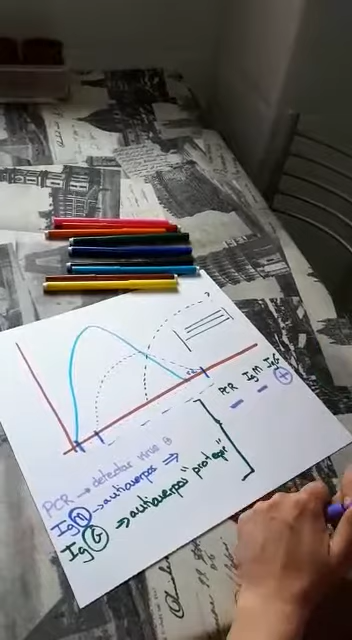 PCR IgM IgG
- - +
PCR → detectar virus ⊕
IgM → anticuerpos ⇒
IgG → anticuerpos "protegen"